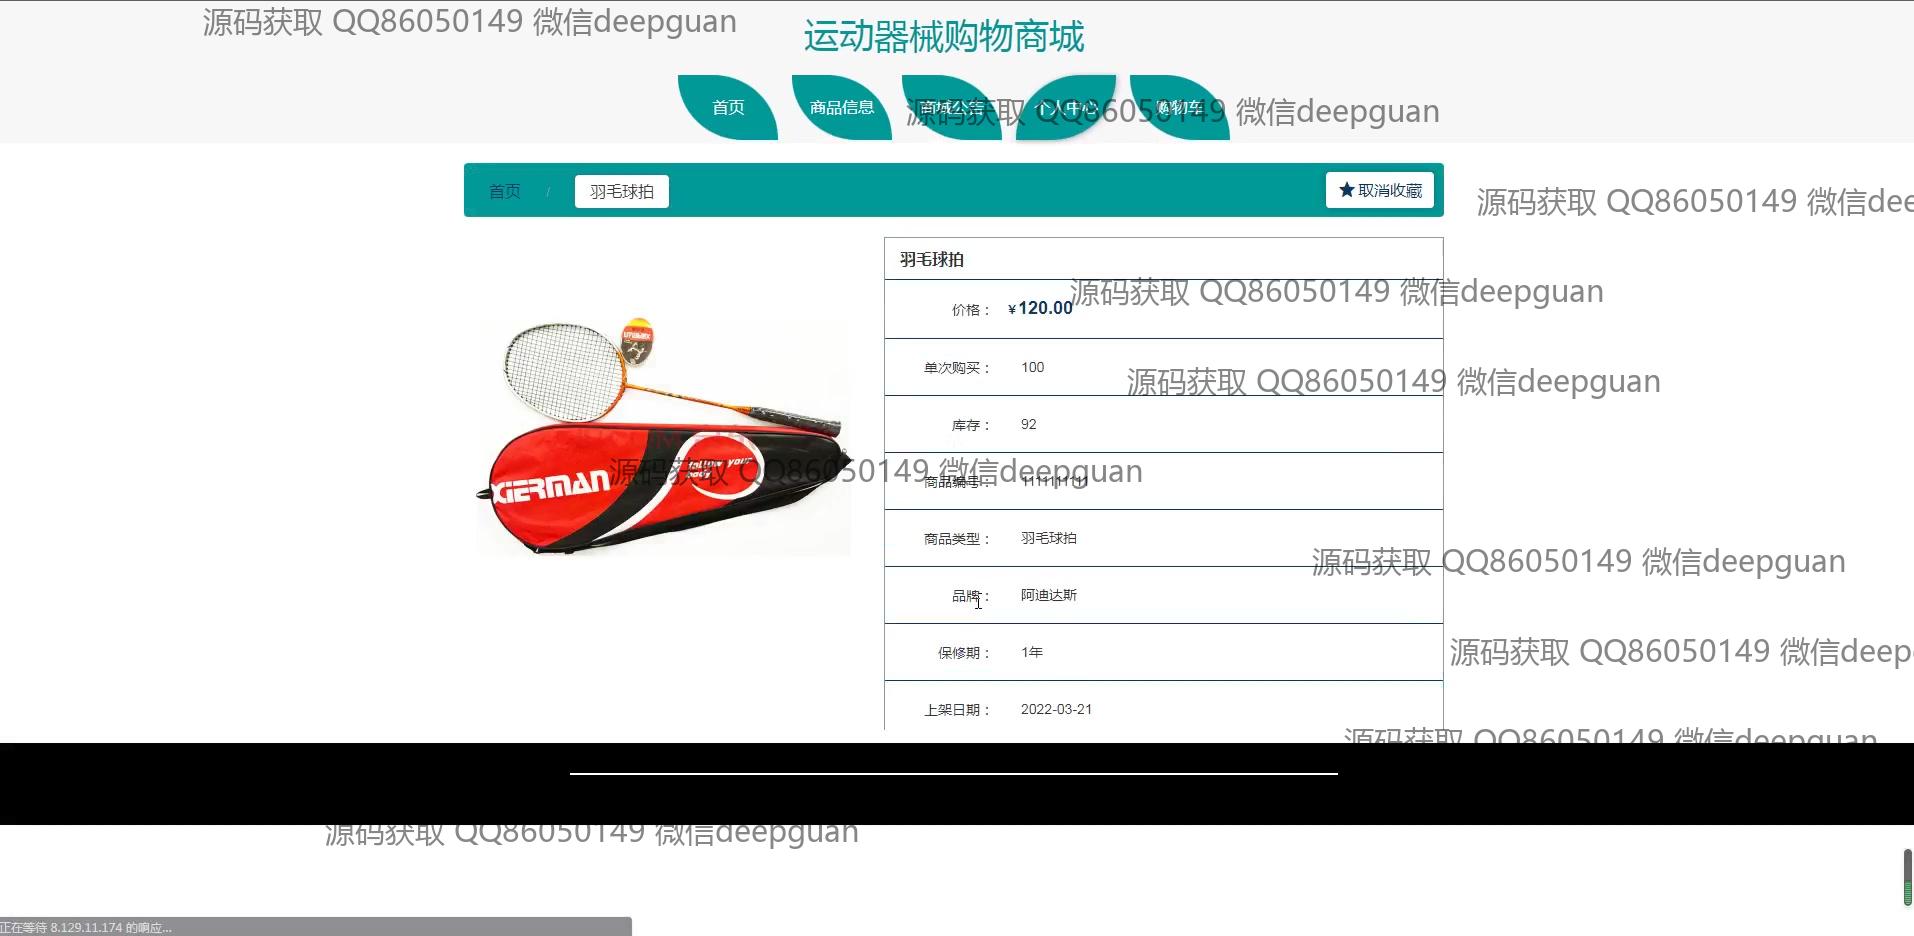 源码获取 QQ86050149 微信deepguan
运动器械购物商城
首页
商品信息
商城公告
个人中心
购物车
源码获取 QQ86050149 微信deepguan
首页 / 羽毛球拍
★取消收藏
源码获取 QQ86050149 微信dee
羽毛球拍
价格： ¥120.00
源码获取 QQ86050149 微信deepguan
单次购买： 100
源码获取 QQ86050149 微信deepguan
库存： 92
XIERMAN
follow your
body
源码获取 QQ86050149 微信deepguan
商品编号：
商品类型： 羽毛球拍
源码获取 QQ86050149 微信deepguan
品牌： 阿迪达斯
保修期： 1年
源码获取 QQ86050149 微信deep
上架日期： 2022-03-21
源码获取 QQ86050149 微信deepguan
源码获取 QQ86050149 微信deepguan
正在等待 8.129.11.174 的响应...